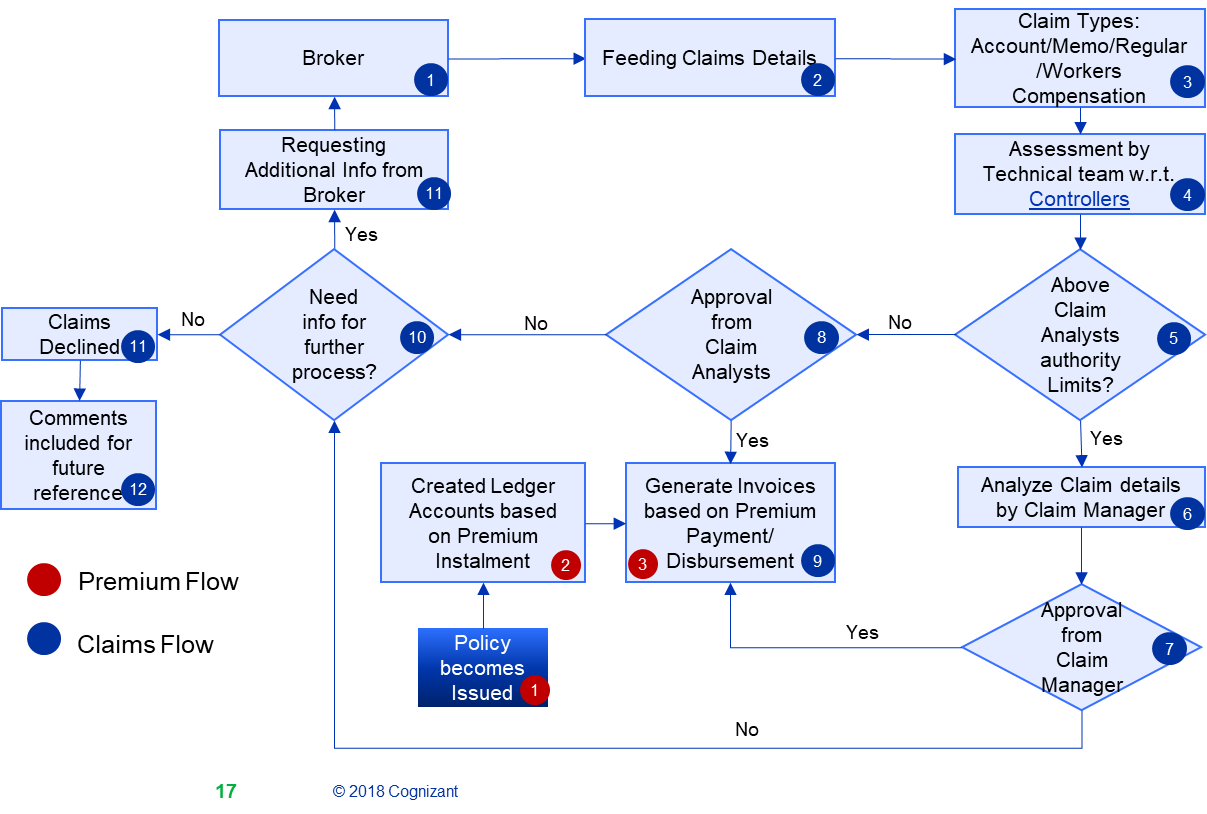 Broker
1
Feeding Claims Details
2
Claim Types:
Account/Memo/Regular
/Workers
Compensation
3
Requesting
Additional Info from
Broker
11
Assessment by
Technical team w.r.t.
Controllers
4
Yes
Need
info for
further
process?
10
Approval
from
Claim
Analysts
8
Above
Claim
Analysts
authority
Limits?
5
No
No
No
Claims
Declined
11
Comments
included for
future
reference
12
Yes
Yes
Created Ledger
Accounts based
on Premium
Instalment
2
Generate Invoices
based on Premium
Payment/
Disbursement
3
9
Analyze Claim details
by Claim Manager
6
Premium Flow
Claims Flow
Policy
becomes
Issued
1
Yes
Approval
from
Claim
Manager
7
No
17
© 2018 Cognizant